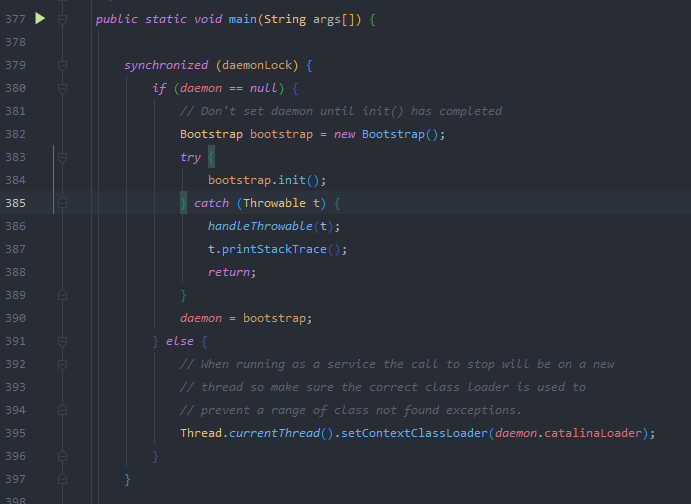 377 public static void main(String args[]) {
378
379 synchronized (daemonLock) {
380 if (daemon == null) {
381 // Don't set daemon until init() has completed
382 Bootstrap bootstrap = new Bootstrap();
383 try {
384 bootstrap.init();
385 } catch (Throwable t) {
386 handleThrowable(t);
387 t.printStackTrace();
388 return;
389 }
390 daemon = bootstrap;
391 } else {
392 // When running as a service the call to stop will be on a new
393 // thread so make sure the correct class loader is used to
394 // prevent a range of class not found exceptions.
395 Thread.currentThread().setContextClassLoader(daemon.catalinaLoader);
396 }
397 }
398